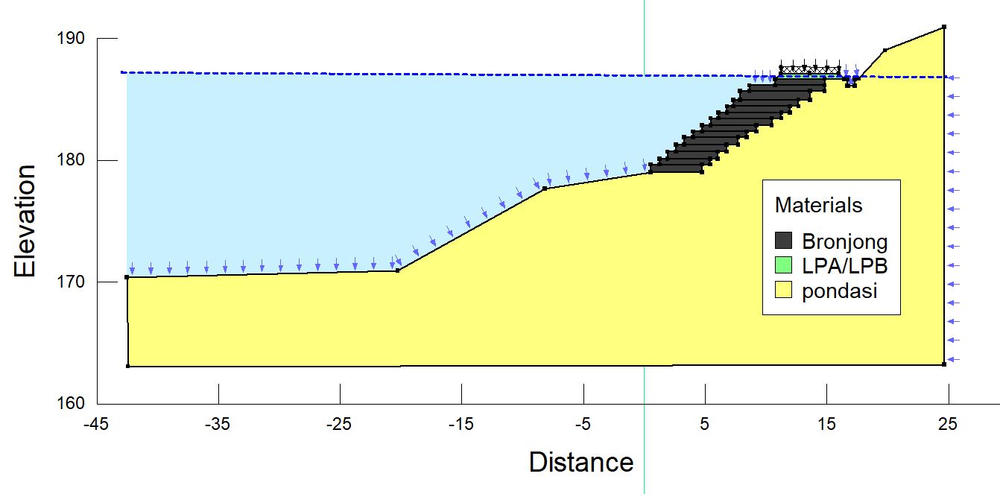 190
180
170
160
Elevation
Materials
Bronjong
LPA/LPB
pondasi
-45 -35 -25 -15 -5 5 15 25
Distance